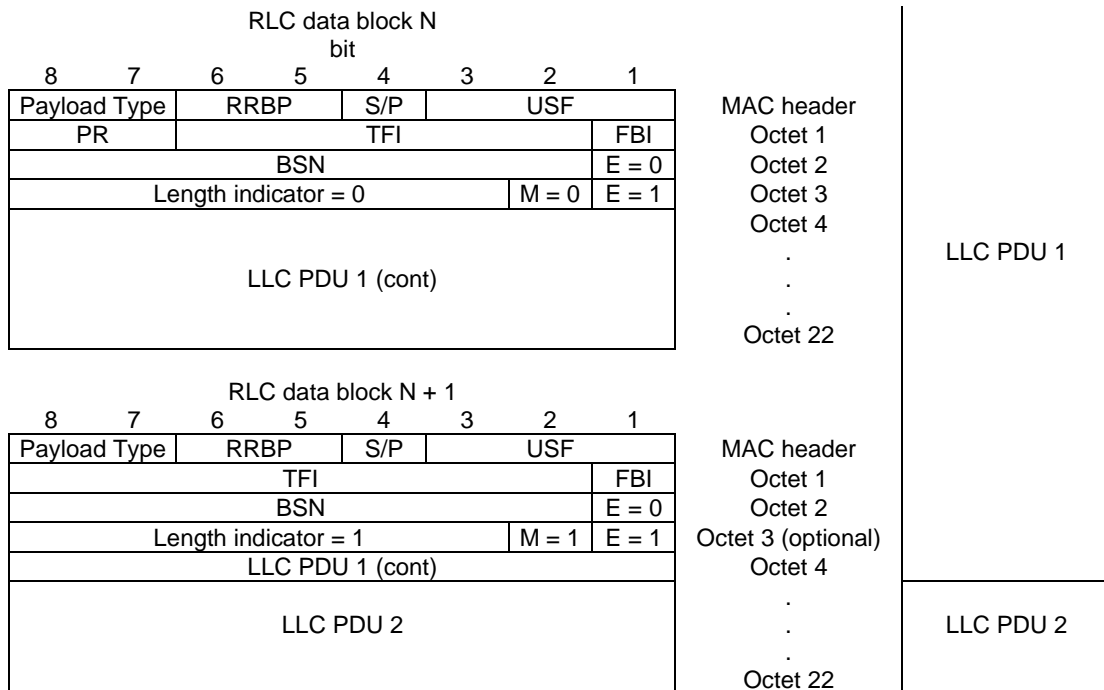 RLC data block N
bit
8 7 6 5 4 3 2 1
Payload Type RRBP S/P USF MAC header
PR TFI FBI Octet 1
BSN E = 0 Octet 2
Length indicator = 0 M = 0 E = 1 Octet 3
Octet 4
.
LLC PDU 1 (cont) . LLC PDU 1
.
Octet 22
RLC data block N + 1
8 7 6 5 4 3 2 1
Payload Type RRBP S/P USF MAC header
TFI FBI Octet 1
BSN E = 0 Octet 2
Length indicator = 1 M = 1 E = 1 Octet 3 (optional)
LLC PDU 1 (cont) Octet 4
.
LLC PDU 2 . LLC PDU 2
.
Octet 22